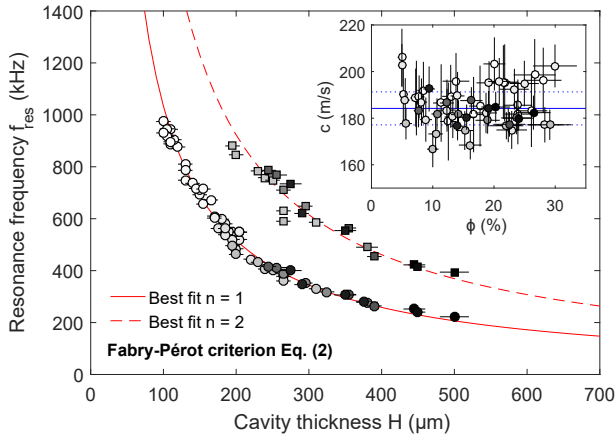 1400
1200
1000
800
600
400
200
0
Resonance frequency f_res (kHz)
0 100 200 300 400 500 600 700
Cavity thickness H (μm)
Best fit n = 1
Best fit n = 2
Fabry-Pérot criterion Eq. (2)
220
200
180
160
c (m/s)
0 10 20 30
ϕ (%)